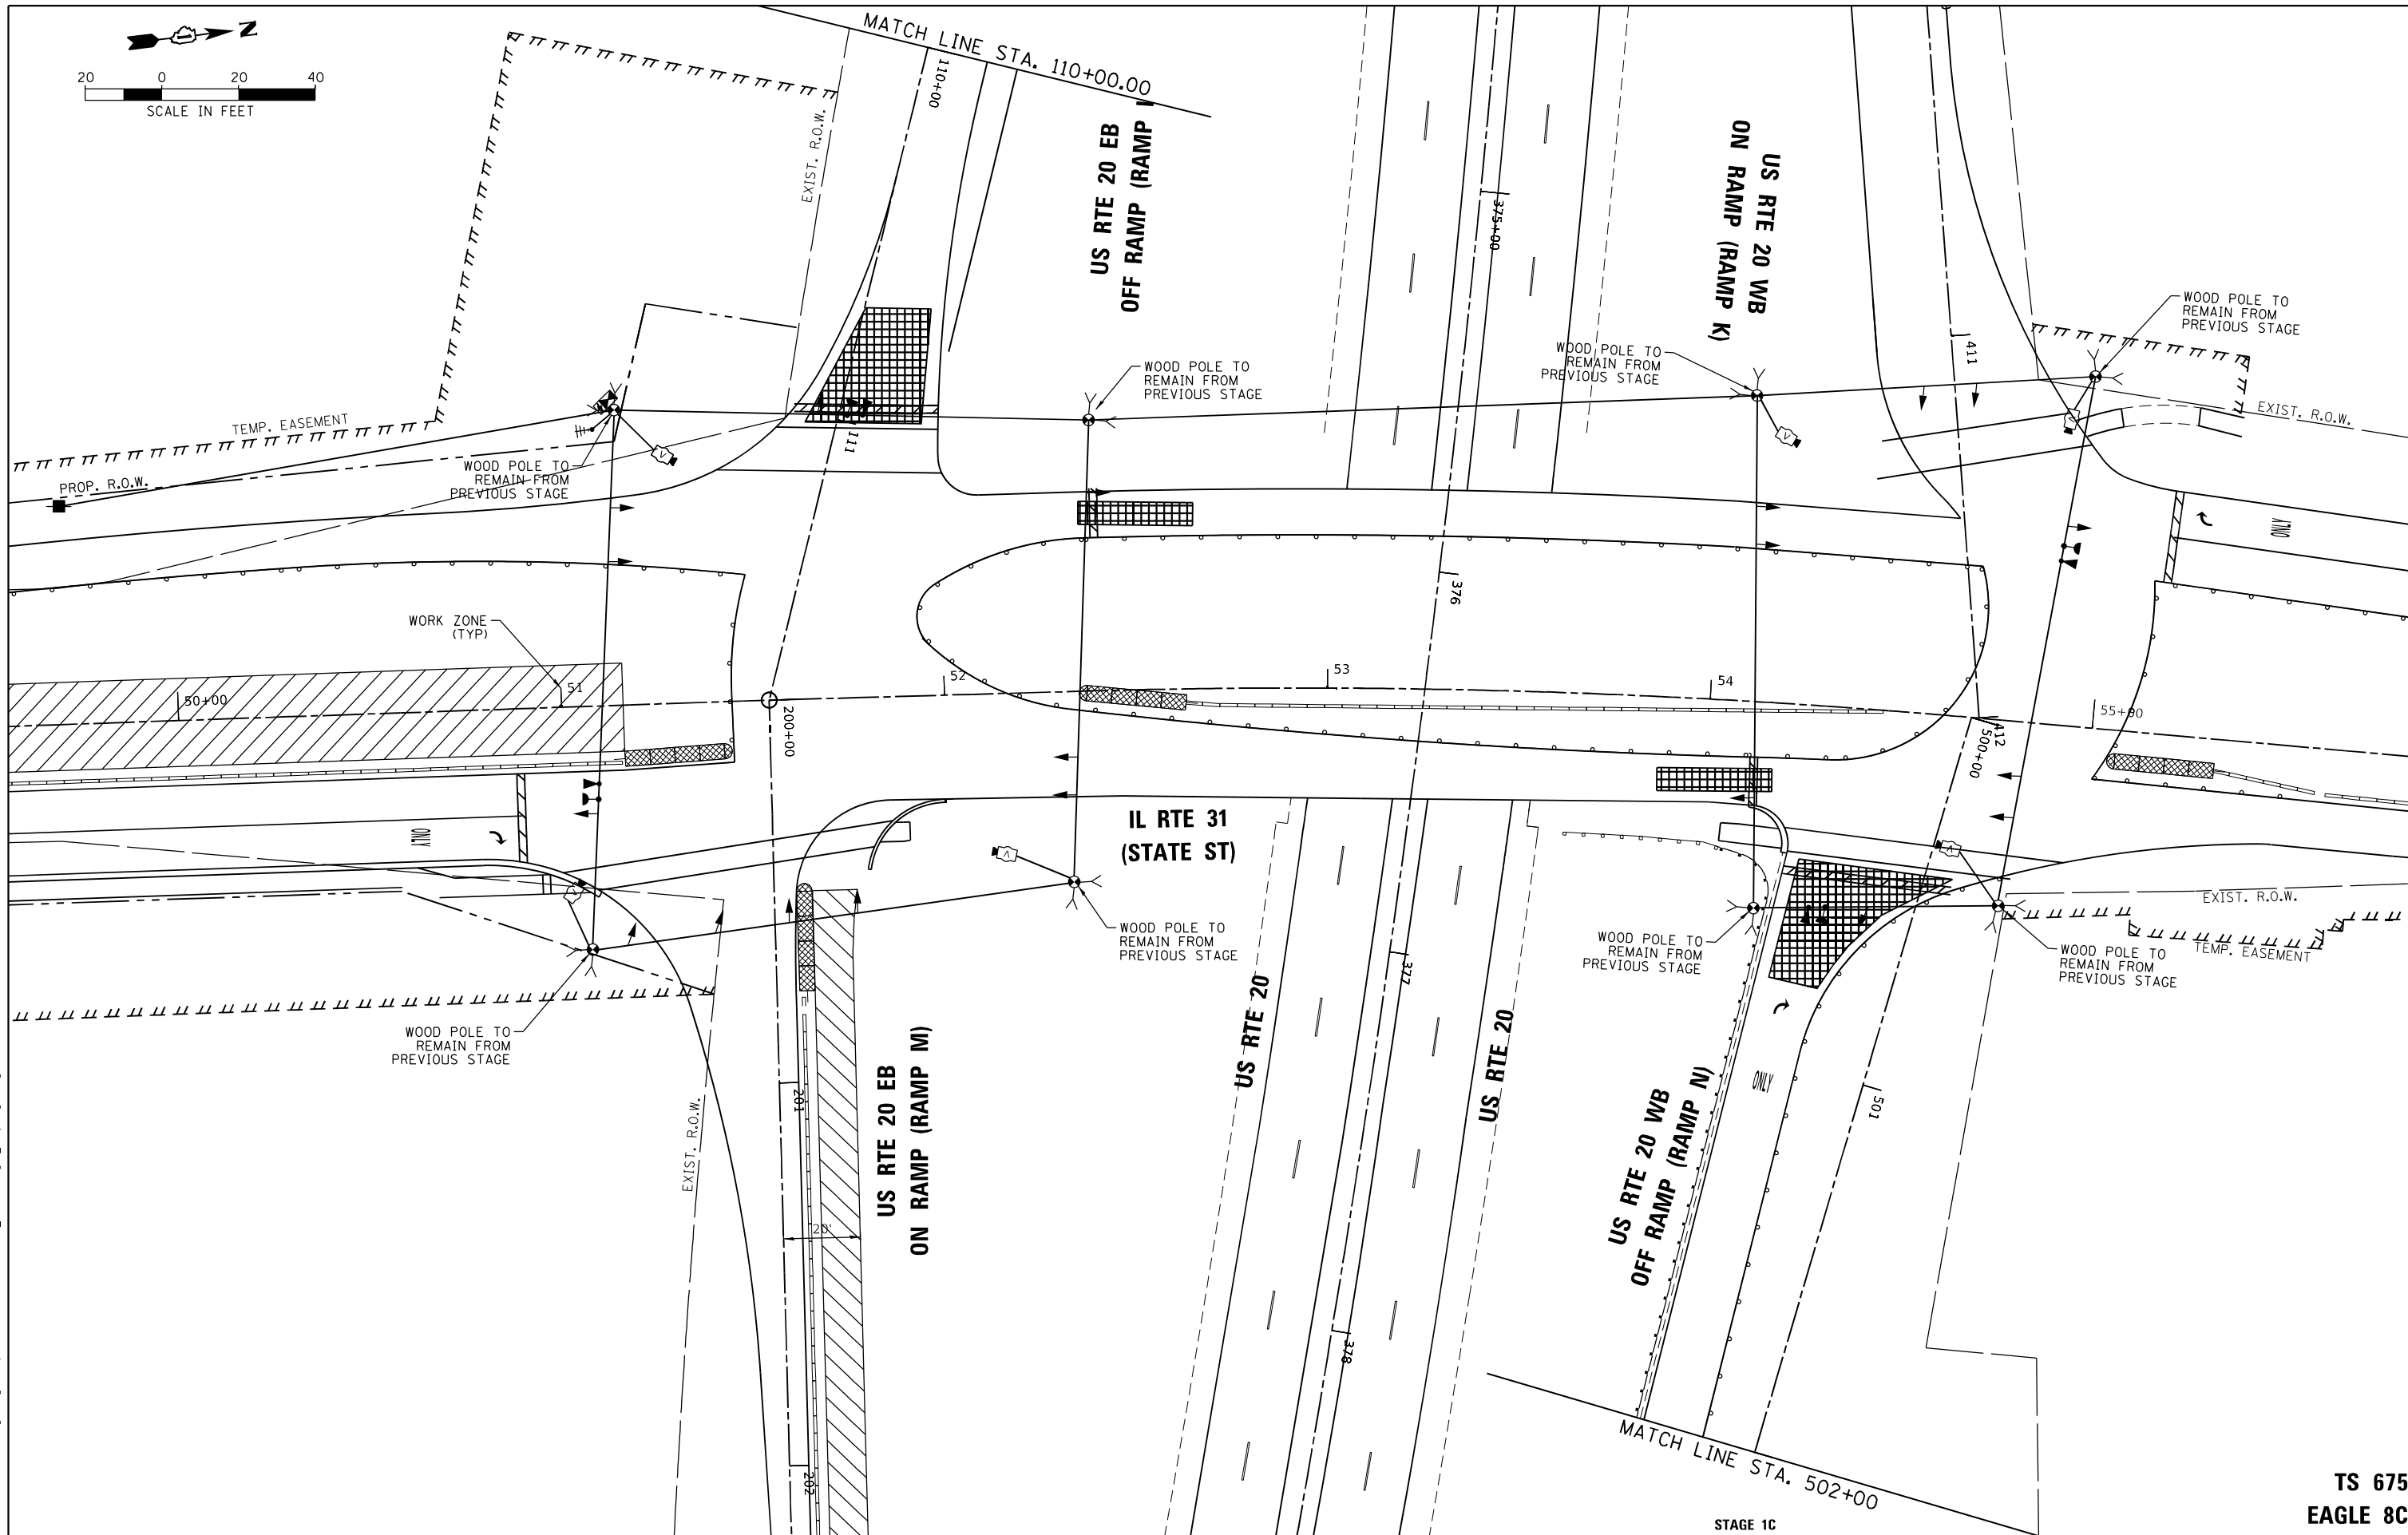 N
20 0 20 40
SCALE IN FEET
MATCH LINE STA. 110+00.00
110+00
EXIST. R.O.W.
US RTE 20 EB
OFF RAMP (RAMP
375+00
US RTE 20 WB
ON RAMP (RAMP K)
411
WOOD POLE TO
REMAIN FROM
PREVIOUS STAGE
WOOD POLE TO
REMAIN FROM
PREVIOUS STAGE
WOOD POLE TO
REMAIN FROM
PREVIOUS STAGE
EXIST. R.O.W.
TEMP. EASEMENT
111
WOOD POLE TO
REMAIN FROM
PREVIOUS STAGE
PROP. R.O.W.
ONLY
376
WORK ZONE
(TYP)
50+00
51
52
53
54
55+00
200+00
412
500+00
ONLY
IL RTE 31
(STATE ST)
WOOD POLE TO
REMAIN FROM
PREVIOUS STAGE
WOOD POLE TO
REMAIN FROM
PREVIOUS STAGE
EXIST. R.O.W.
TEMP. EASEMENT
WOOD POLE TO
REMAIN FROM
PREVIOUS STAGE
WOOD POLE TO
REMAIN FROM
PREVIOUS STAGE
377
US RTE 20
US RTE 20
US RTE 20 EB
ON RAMP (RAMP M)
201
EXIST. R.O.W.
20'
US RTE 20 WB
OFF RAMP (RAMP N)
ONLY
501
378
202
MATCH LINE STA. 502+00
STAGE 1C
TS 675
EAGLE 8C